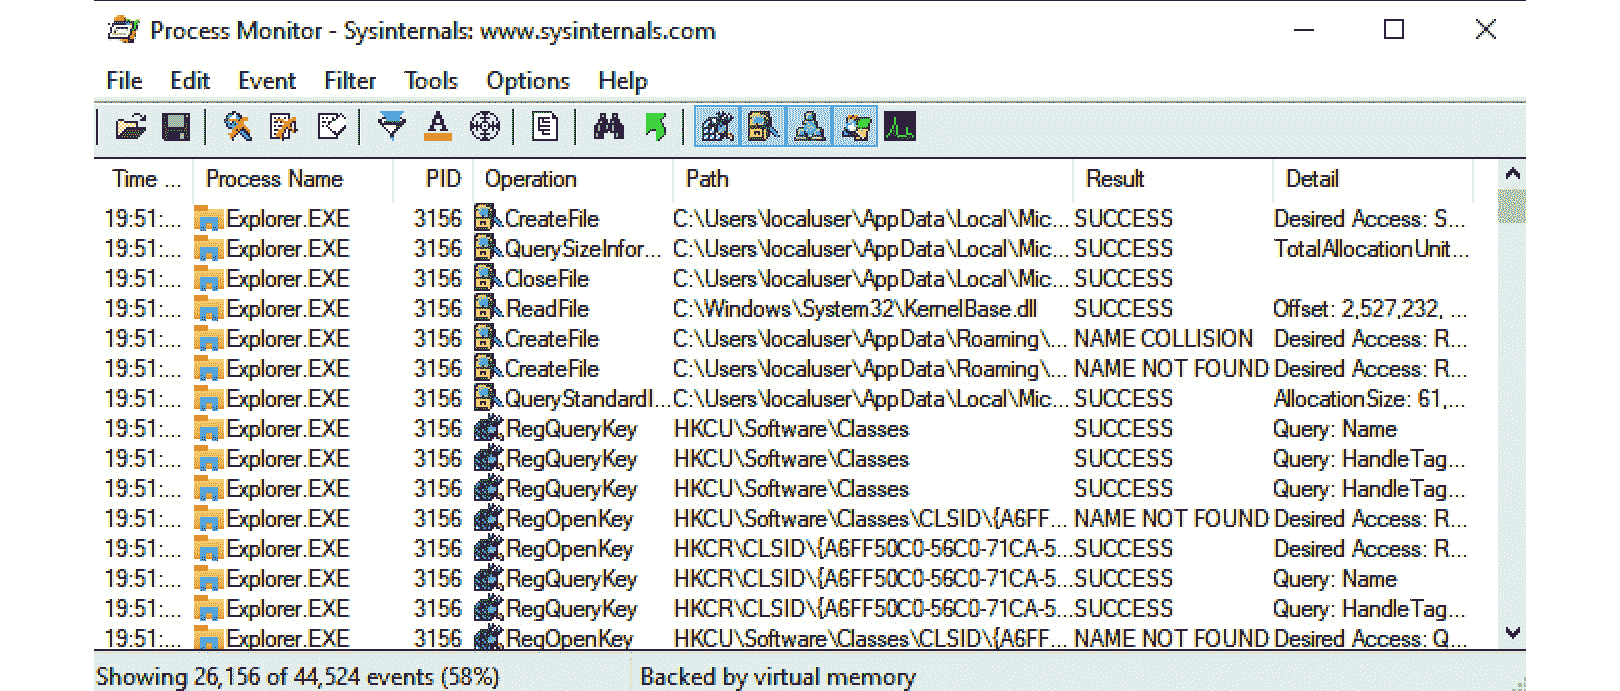 Process Monitor - Sysinternals: www.sysinternals.com
File Edit Event Filter Tools Options Help
Time ... Process Name PID Operation Path Result Detail
19:51:... Explorer.EXE 3156 CreateFile C:\Users\localuser\AppData\Local\Mic... SUCCESS Desired Access: S...
19:51:... Explorer.EXE 3156 QuerySizeInfor... C:\Users\localuser\AppData\Local\Mic... SUCCESS TotalAllocationUnit...
19:51:... Explorer.EXE 3156 CloseFile C:\Users\localuser\AppData\Local\Mic... SUCCESS
19:51:... Explorer.EXE 3156 ReadFile C:\Windows\System32\KernelBase.dll SUCCESS Offset: 2,527,232, ...
19:51:... Explorer.EXE 3156 CreateFile C:\Users\localuser\AppData\Roaming\... NAME COLLISION Desired Access: R...
19:51:... Explorer.EXE 3156 CreateFile C:\Users\localuser\AppData\Roaming\... NAME NOT FOUND Desired Access: R...
19:51:... Explorer.EXE 3156 QueryStandardI... C:\Users\localuser\AppData\Local\Mic... SUCCESS AllocationSize: 61,...
19:51:... Explorer.EXE 3156 RegQueryKey HKCU\Software\Classes SUCCESS Query: Name
19:51:... Explorer.EXE 3156 RegQueryKey HKCU\Software\Classes SUCCESS Query: HandleTag...
19:51:... Explorer.EXE 3156 RegQueryKey HKCU\Software\Classes SUCCESS Query: HandleTag...
19:51:... Explorer.EXE 3156 RegOpenKey HKCU\Software\Classes\CLSID\{A6FF... NAME NOT FOUND Desired Access: R...
19:51:... Explorer.EXE 3156 RegOpenKey HKCR\CLSID\{A6FF50C0-56C0-71CA-5... SUCCESS Desired Access: R...
19:51:... Explorer.EXE 3156 RegQueryKey HKCR\CLSID\{A6FF50C0-56C0-71CA-5... SUCCESS Query: Name
19:51:... Explorer.EXE 3156 RegQueryKey HKCR\CLSID\{A6FF50C0-56C0-71CA-5... SUCCESS Query: HandleTag...
19:51:... Explorer.EXE 3156 RegOpenKey HKCU\Software\Classes\CLSID\{A6FF... NAME NOT FOUND Desired Access: Q...
Showing 26,156 of 44,524 events (58%) Backed by virtual memory